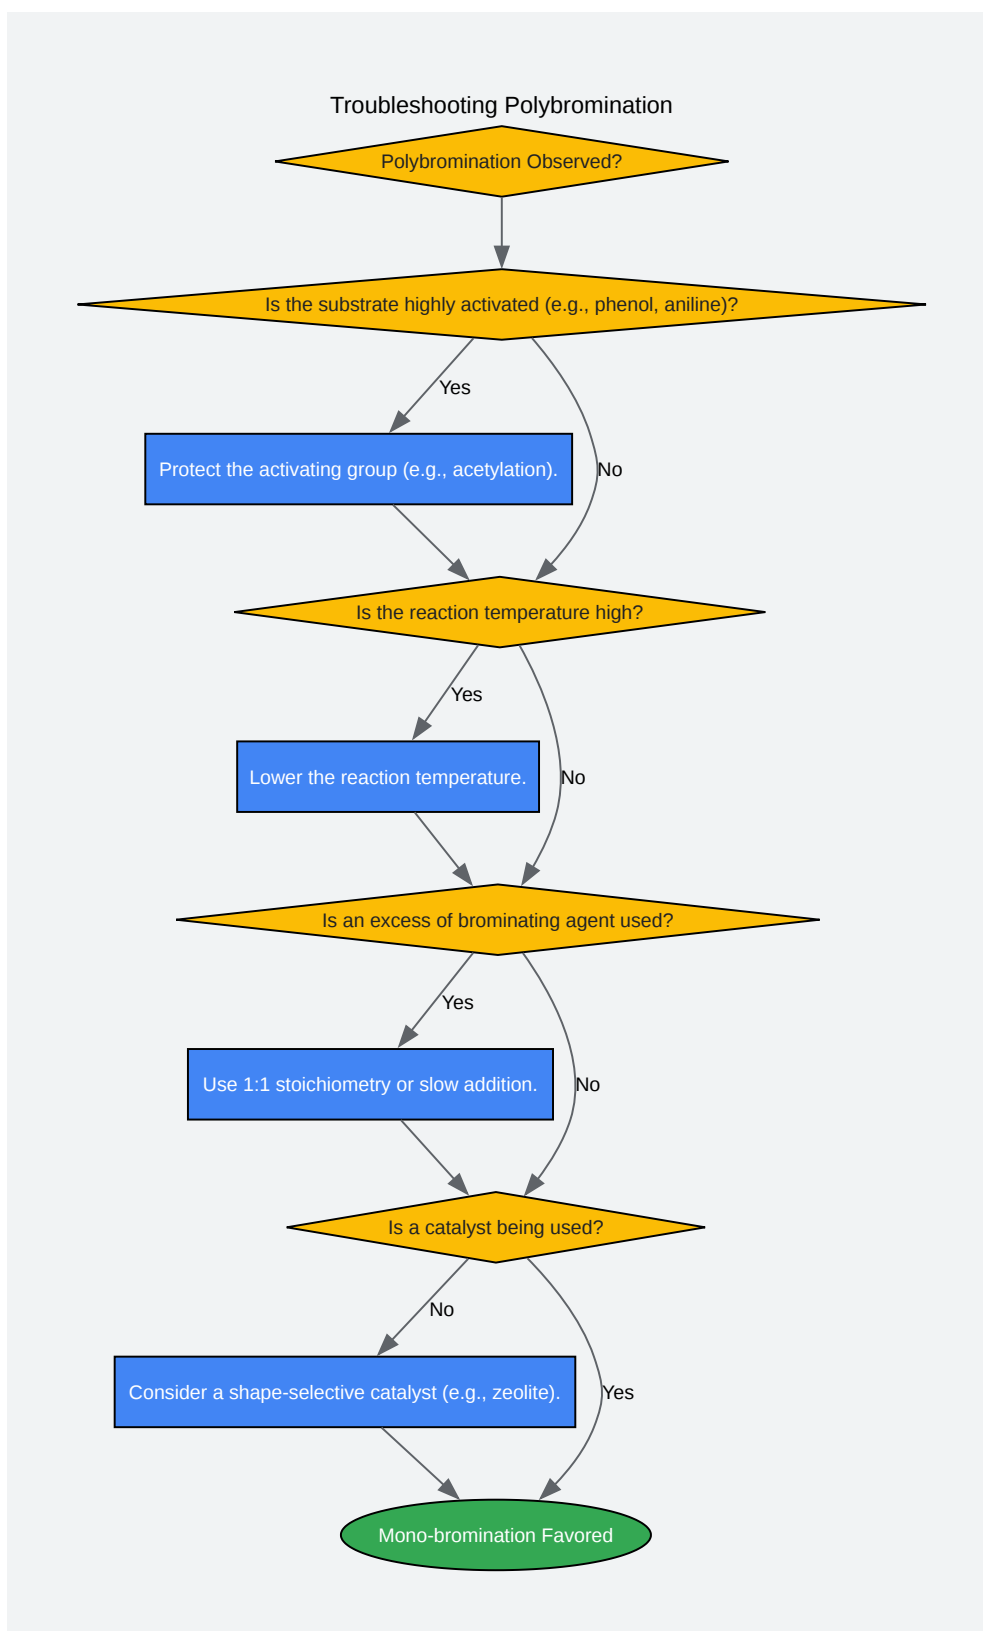 Troubleshooting Polybromination
Polybromination Observed?
Is the substrate highly activated (e.g., phenol, aniline)?
Yes
Protect the activating group (e.g., acetylation).
No
Is the reaction temperature high?
Yes
Lower the reaction temperature.
No
Is an excess of brominating agent used?
Yes
Use 1:1 stoichiometry or slow addition.
No
Is a catalyst being used?
No
Consider a shape-selective catalyst (e.g., zeolite).
Yes
Mono-bromination Favored